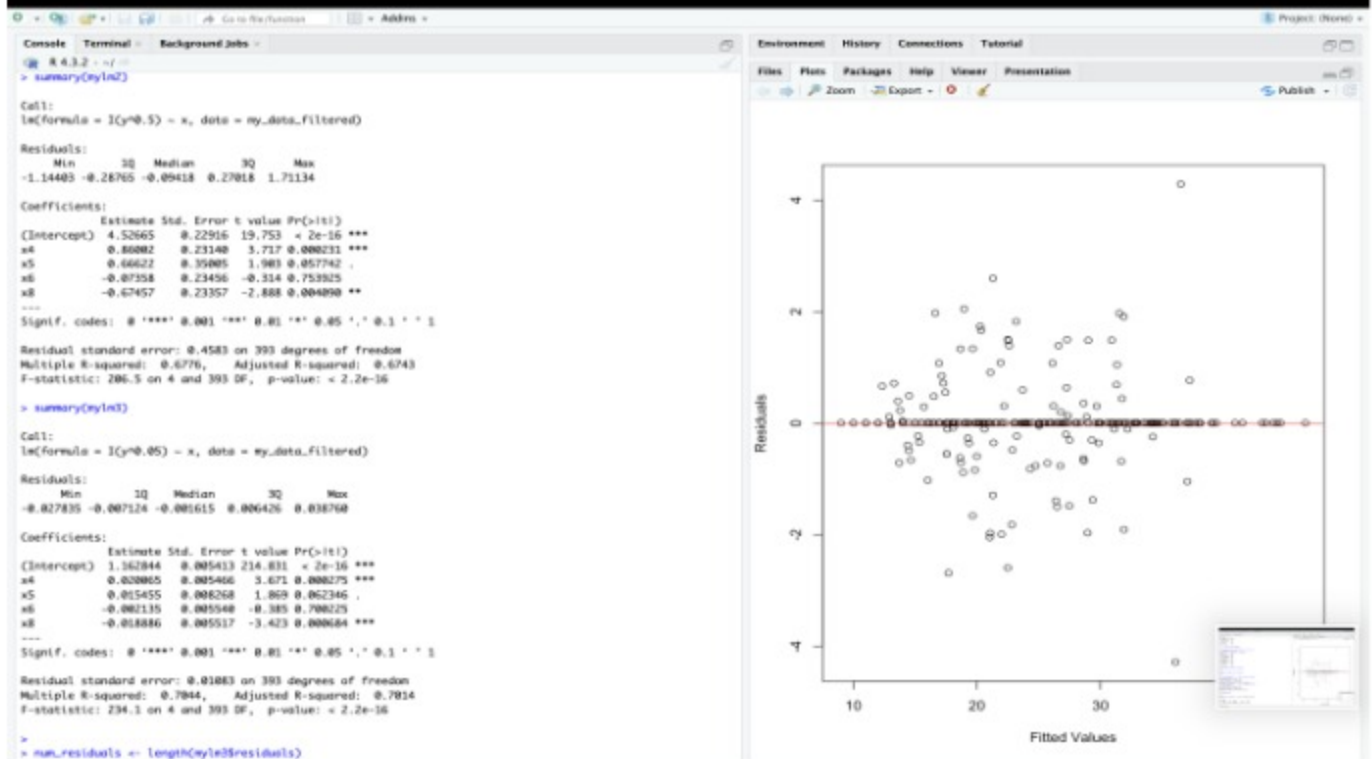 Go to file/function
Addins
Project: (None)
Console Terminal Background Jobs
R 4.3.2 · ~/
> summary(mylm2)
Call:
lm(formula = I(y^0.5) ~ x, data = my_data_filtered)
Residuals:
Min 1Q Median 3Q Max
-1.14403 -0.28765 -0.09418 0.27018 1.71134
Coefficients:
Estimate Std. Error t value Pr(>|t|)
(Intercept) 4.52665 0.22916 19.753 < 2e-16 ***
x4 0.86002 0.23140 3.717 0.000231 ***
x5 0.66622 0.35005 1.903 0.057742 .
x6 -0.07358 0.23456 -0.314 0.753925
x8 -0.67457 0.23357 -2.888 0.004090 **
---
Signif. codes: 0 '***' 0.001 '**' 0.01 '*' 0.05 '.' 0.1 ' ' 1
Residual standard error: 0.4583 on 393 degrees of freedom
Multiple R-squared: 0.6776, Adjusted R-squared: 0.6743
F-statistic: 206.5 on 4 and 393 DF, p-value: < 2.2e-16
> summary(mylm3)
Call:
lm(formula = I(y^0.05) ~ x, data = my_data_filtered)
Residuals:
Min 1Q Median 3Q Max
-0.027835 -0.007124 -0.001615 0.006426 0.038760
Coefficients:
Estimate Std. Error t value Pr(>|t|)
(Intercept) 1.162844 0.005413 214.831 < 2e-16 ***
x4 0.020065 0.005466 3.671 0.000275 ***
x5 0.015455 0.008268 1.869 0.062346 .
x6 -0.002135 0.005540 -0.385 0.700225
x8 -0.018886 0.005517 -3.423 0.000684 ***
---
Signif. codes: 0 '***' 0.001 '**' 0.01 '*' 0.05 '.' 0.1 ' ' 1
Residual standard error: 0.01083 on 393 degrees of freedom
Multiple R-squared: 0.7044, Adjusted R-squared: 0.7014
F-statistic: 234.1 on 4 and 393 DF, p-value: < 2.2e-16
>
> num_residuals <- length(mylm3$residuals)
Environment History Connections Tutorial
Files Plots Packages Help Viewer Presentation
Zoom Export Publish
4
2
0
-2
-4
Residuals
10 20 30
Fitted Values